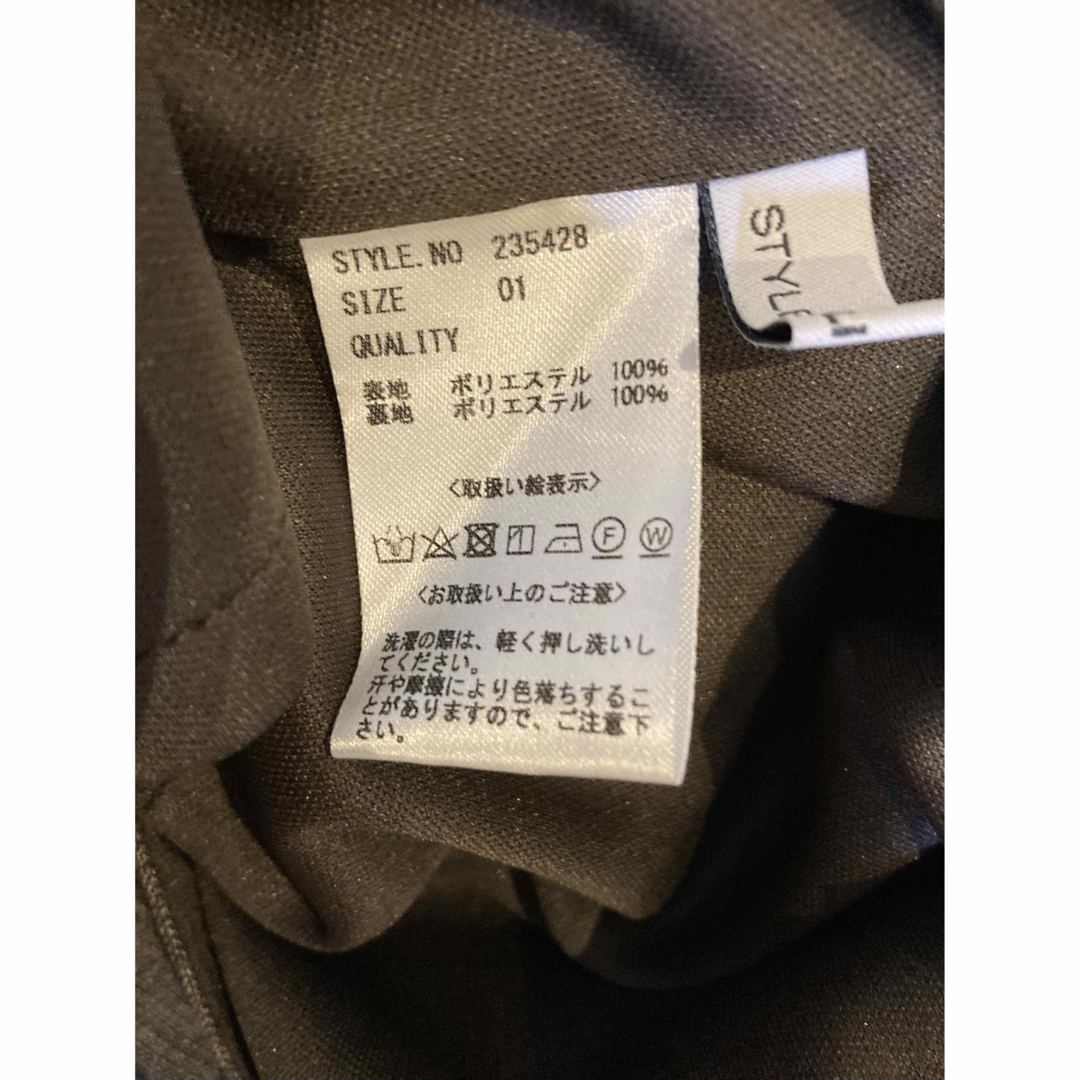 STYLE.NO 235428
SIZE 01
QUALITY
表地 ポリエステル 100%
裏地 ポリエステル 100%
<取扱い絵表示>
F W
<お取扱い上のご注意>
洗濯の際は、軽く押し洗いし
てください。
汗や摩擦により色落ちするこ
とがありますので、ご注意下
さい。
STYLE